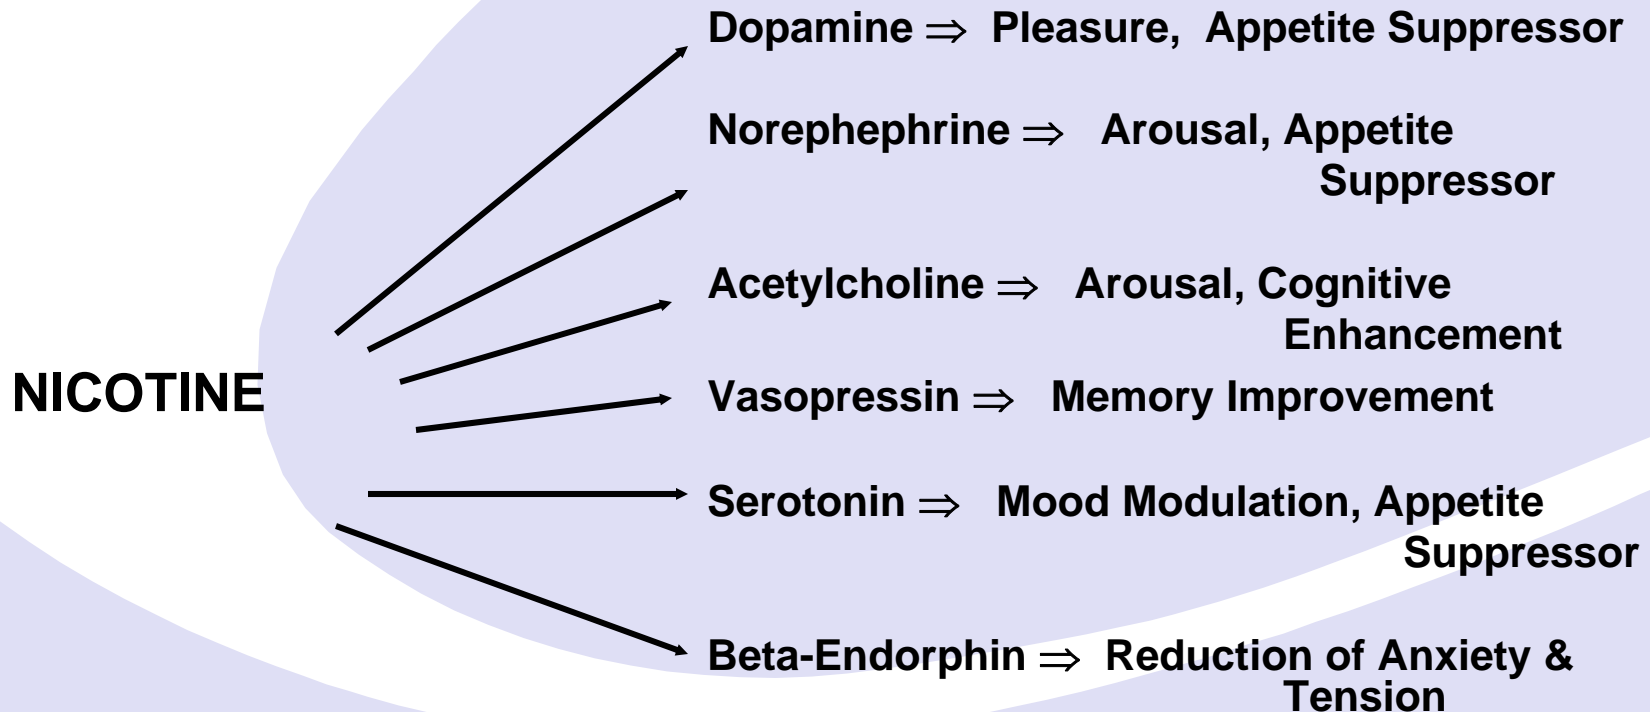 Dopamine ⇒ Pleasure, Appetite Suppressor
Norephephrine ⇒ Arousal, Appetite
Suppressor
Acetylcholine ⇒ Arousal, Cognitive
Enhancement
NICOTINE
Vasopressin ⇒ Memory Improvement
Serotonin ⇒ Mood Modulation, Appetite
Suppressor
Beta-Endorphin ⇒ Reduction of Anxiety &
Tension